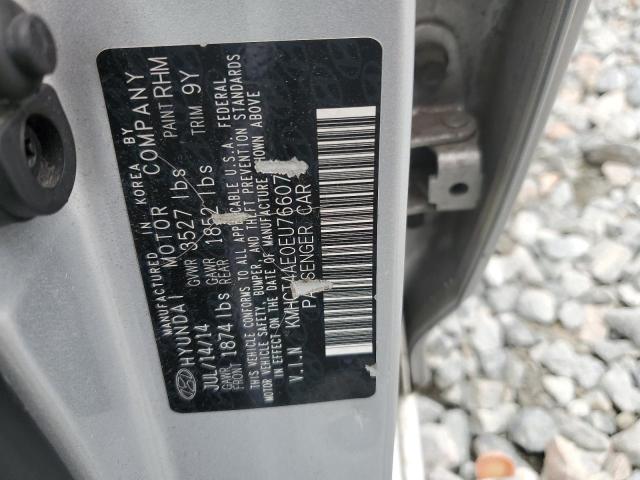 MANUFACTURED IN KOREA BY
HYUNDAI MOTOR COMPANY
JUL/14/14 GVWR 3527 lbs PAINT RHM
GAWR FRONT 1874 lbs GAWR REAR 1852 lbs TRIM 9Y
THIS VEHICLE CONFORMS TO ALL APPLICABLE U.S.A. FEDERAL
MOTOR VEHICLE SAFETY, BUMPER, AND THEFT PREVENTION STANDARDS
IN EFFECT ON THE DATE OF MANUFACTURE SHOWN ABOVE
V.I.N
PASSENGER CAR